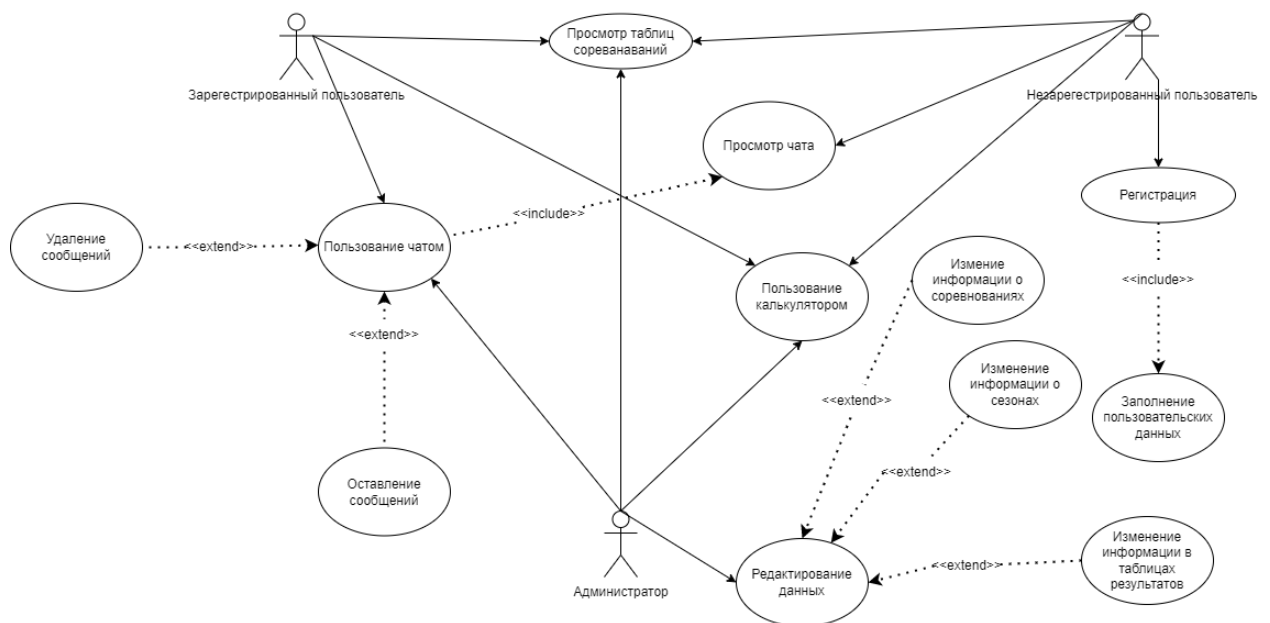 Просмотр таблиц
сореванаваний
Зарегестрированный пользователь
Незарегестрированный пользователь
Просмотр чата
Регистрация
<<include>>
Удаление
сообщений
<<extend>>
Пользование чатом
Измение
информации о
соревнованиях
<<include>>
Пользование
калькулятором
<<extend>>
Изменение
информации о
сезонах
<<extend>>
Заполнение
пользовательских
данных
<<extend>>
Оставление
сообщений
Администратор
Редактирование
данных
<<extend>>
Изменение
информации в
таблицах
результатов